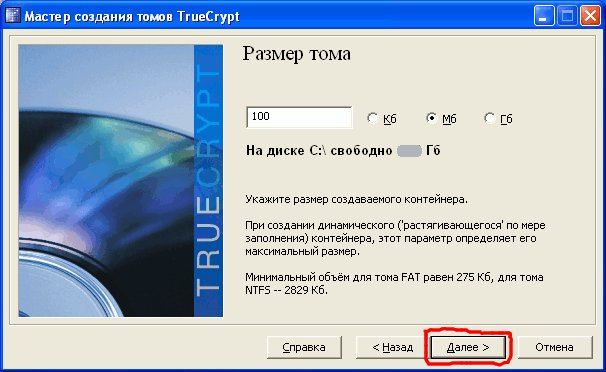 Мастер создания томов TrueCrypt
TRUECRYPT
Размер тома
100 Кб Мб Гб
На диске C:\ свободно Гб
Укажите размер создаваемого контейнера.
При создании динамического ('растягивающегося' по мере
заполнения) контейнера, этот параметр определяет его
максимальный размер.
Минимальный объём для тома FAT равен 275 Кб, для тома
NTFS -- 2829 Кб.
Справка < Назад Далее > Отмена